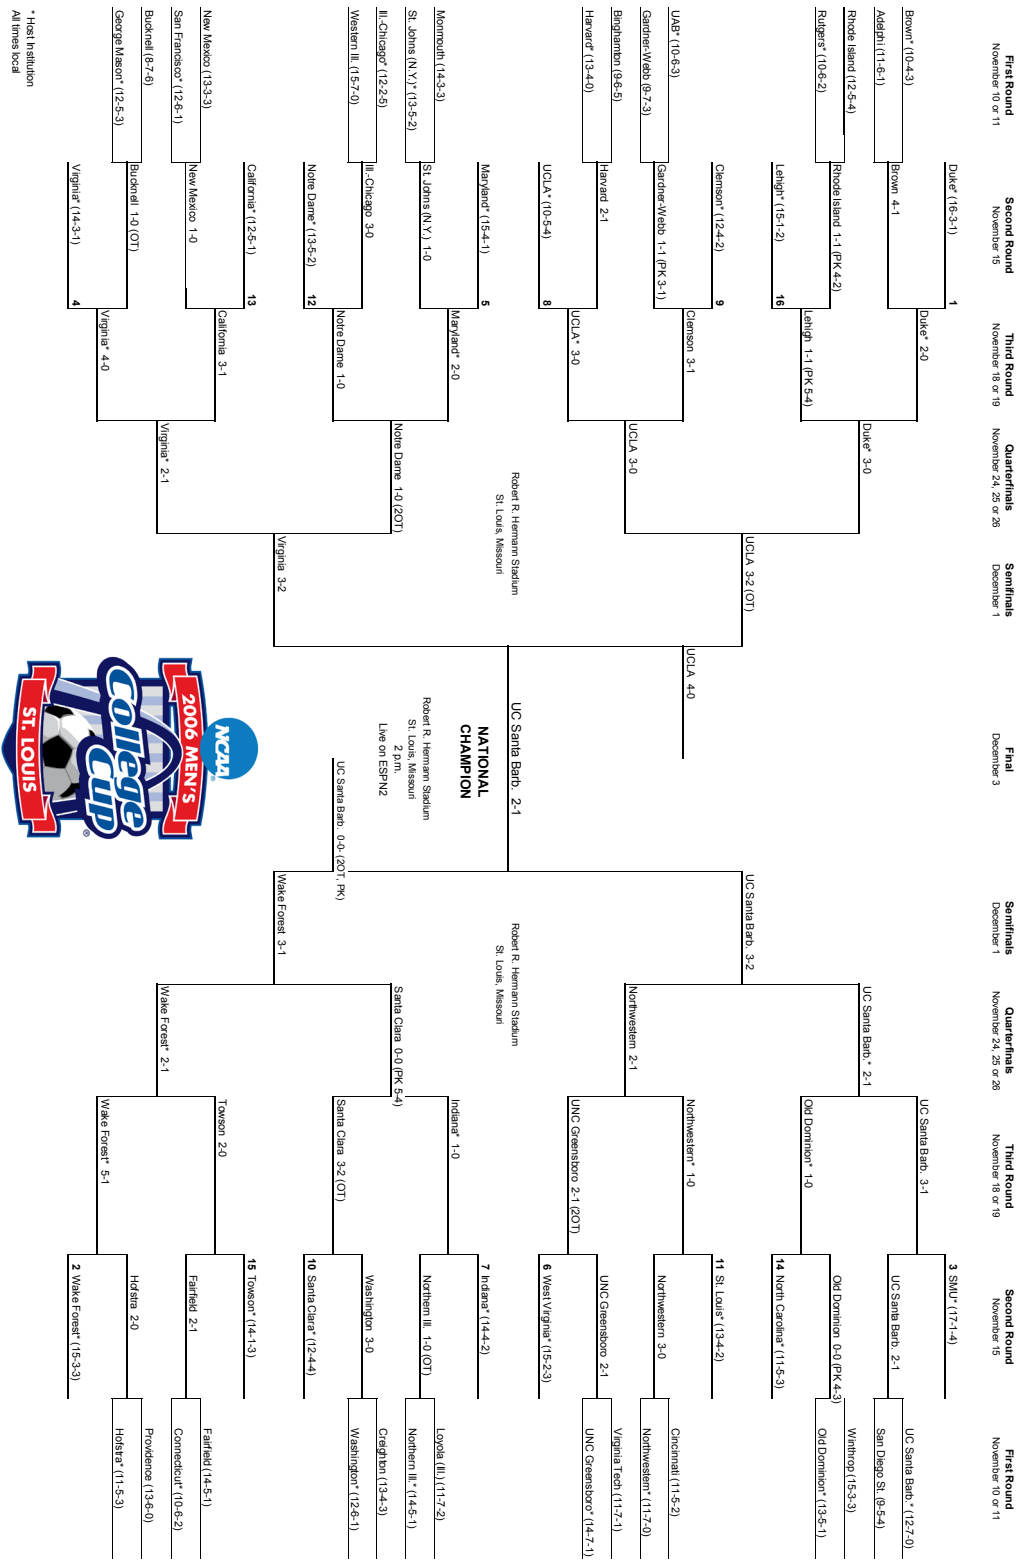 First Round
November 10 or 11
Second Round
November 15
Third Round
November 18 or 19
Quarterfinals
November 24, 25 or 26
Semifinals
December 1
Final
December 3
Semifinals
December 1
Quarterfinals
November 24, 25 or 26
Third Round
November 18 or 19
Second Round
November 15
First Round
November 10 or 11
Brown* (10-4-3)
Adelphi (11-6-1)
Rhode Island (12-5-4)
Rutgers* (10-6-2)
UAB* (10-6-3)
Gardner-Webb (9-7-3)
Binghamton (9-6-5)
Harvard* (13-4-0)
Monmouth (14-3-3)
St. Johns (N.Y.)* (13-5-2)
Ill.-Chicago* (12-2-5)
Western Ill. (15-7-0)
New Mexico (13-3-3)
San Francisco* (12-6-1)
Bucknell (8-7-6)
George Mason* (12-5-3)
Duke* (16-3-1)
1
Brown 4-1
Rhode Island 1-1 (PK 4-2)
Lehigh* (15-1-2)
16
Clemson* (12-4-2)
9
Gardner-Webb 1-1 (PK 3-1)
Harvard 2-1
UCLA* (10-5-4)
8
Maryland* (15-4-1)
5
St. Johns (N.Y.) 1-0
Ill.-Chicago 3-0
Notre Dame* (13-5-2)
12
California* (12-5-1)
13
New Mexico 1-0
Bucknell 1-0 (OT)
Virginia* (14-3-1)
4
Duke* 2-0
Lehigh 1-1 (PK 5-4)
Clemson 3-1
UCLA* 3-0
Maryland* 2-0
Notre Dame 1-0
California 3-1
Virginia* 4-0
Duke* 3-0
UCLA 3-0
Notre Dame 1-0 (2OT)
Virginia* 2-1
Robert R. Hermann Stadium
St. Louis, Missouri
UCLA 3-2 (OT)
Virginia 3-2
UCLA 4-0
UC Santa Barb. 2-1
NATIONAL
CHAMPION
Robert R. Hermann Stadium
St. Louis, Missouri
2 p.m.
Live on ESPN2
UC Santa Barb. 0-0- (2OT, PK)
NCAA
2006 MEN'S
College
Cup
®
ST. LOUIS
UC Santa Barb. 3-2
Wake Forest 3-1
Robert R. Hermann Stadium
St. Louis, Missouri
UC Santa Barb.* 2-1
Northwestern 2-1
Santa Clara 0-0 (PK 5-4)
Wake Forest* 2-1
UC Santa Barb. 3-1
Old Dominion* 1-0
Northwestern* 1-0
UNC Greensboro 2-1 (2OT)
Indiana* 1-0
Santa Clara 3-2 (OT)
Towson 2-0
Wake Forest* 5-1
3 SMU* (17-1-4)
UC Santa Barb. 2-1
Old Dominion 0-0 (PK 4-3)
14 North Carolina* (11-5-3)
11 St. Louis* (13-4-2)
Northwestern 3-0
UNC Greensboro 2-1
6 West Virginia* (15-2-3)
7 Indiana* (14-4-2)
Northern Ill. 1-0 (OT)
Washington 3-0
10 Santa Clara* (12-4-4)
15 Towson* (14-1-3)
Fairfield 2-1
Hofstra 2-0
2 Wake Forest* (15-3-3)
UC Santa Barb.* (12-7-0)
San Diego St. (9-5-4)
Winthrop (15-3-3)
Old Dominion* (13-5-1)
Cincinnati (11-5-2)
Northwestern* (11-7-0)
Virginia Tech (11-7-1)
UNC Greensboro* (14-7-1)
Loyola (Ill.) (11-7-2)
Northern Ill.* (14-5-1)
Creighton (13-4-3)
Washington* (12-6-1)
Fairfield (14-5-1)
Connecticut* (10-6-2)
Providence (13-6-0)
Hofstra* (11-5-3)
* Host Institution
All times local